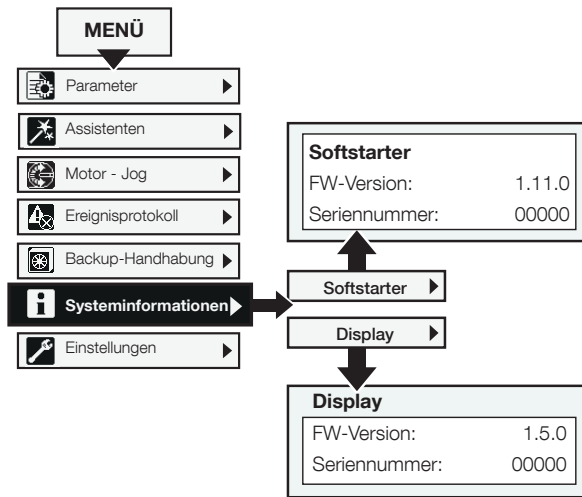 MENÜ
Parameter
Assistenten
Motor - Jog
Ereignisprotokoll
Backup-Handhabung
Systeminformationen
Einstellungen
Softstarter
FW-Version: 1.11.0
Seriennummer: 00000
Softstarter
Display
Display
FW-Version: 1.5.0
Seriennummer: 00000